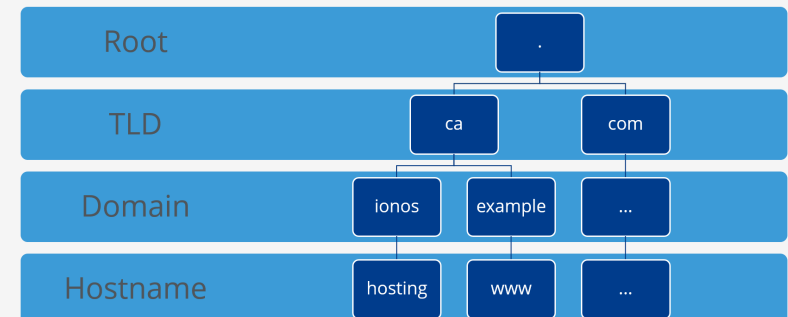 Root
.
TLD
ca
com
Domain
ionos
example
...
Hostname
hosting
www
...